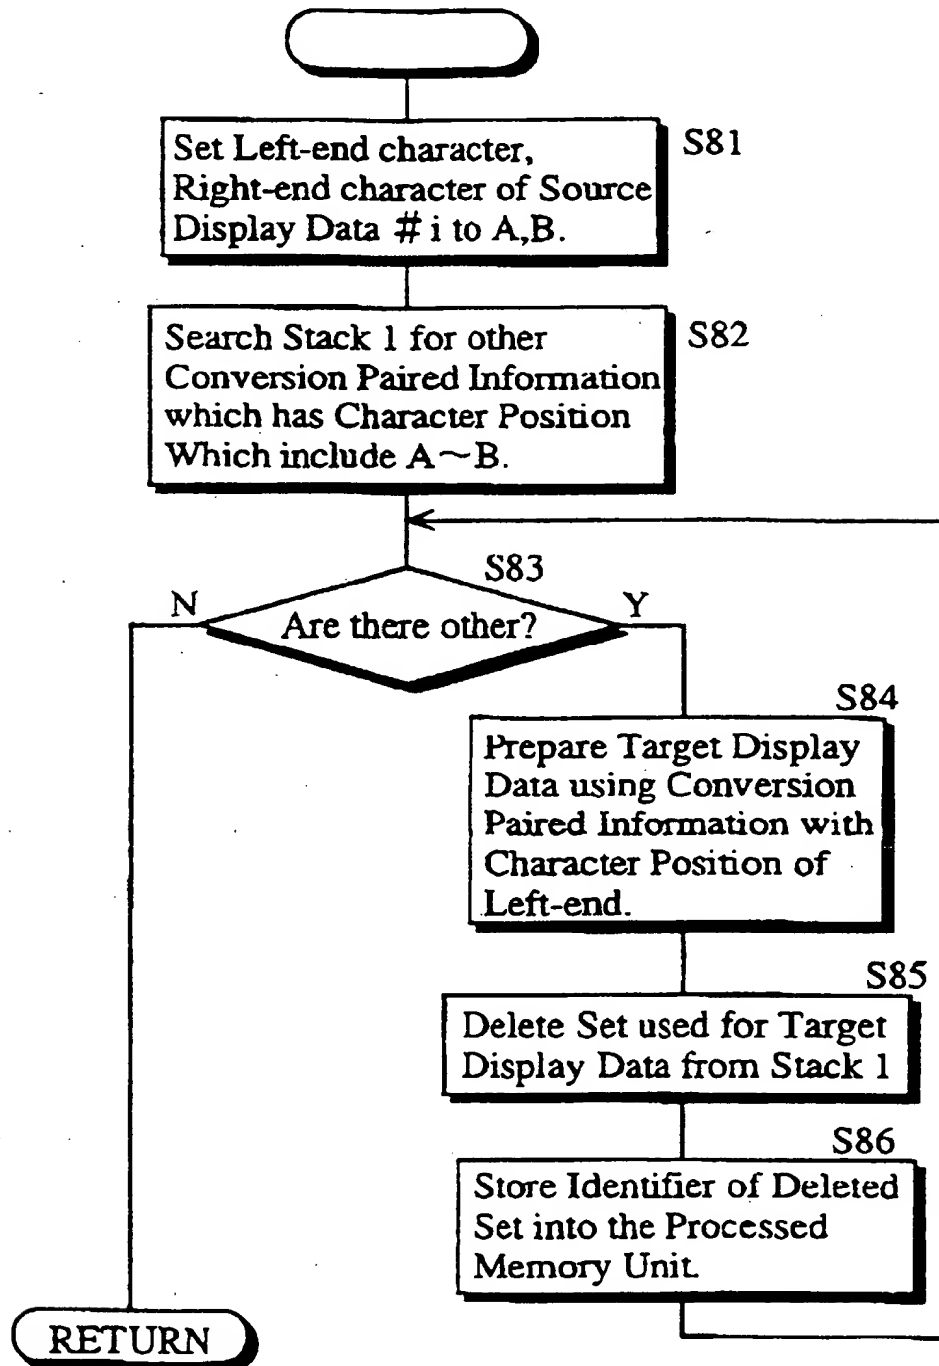 S81
Set Left-end character,
Right-end character of Source
Display Data # i to A,B.
S82
Search Stack 1 for other
Conversion Paired Information
which has Character Position
Which include A~B.
S83
N
Y
Are there other?
S84
Prepare Target Display
Data using Conversion
Paired Information with
Character Position of
Left-end.
S85
Delete Set used for Target
Display Data from Stack 1
S86
Store Identifier of Deleted
Set into the Processed
Memory Unit.
RETURN